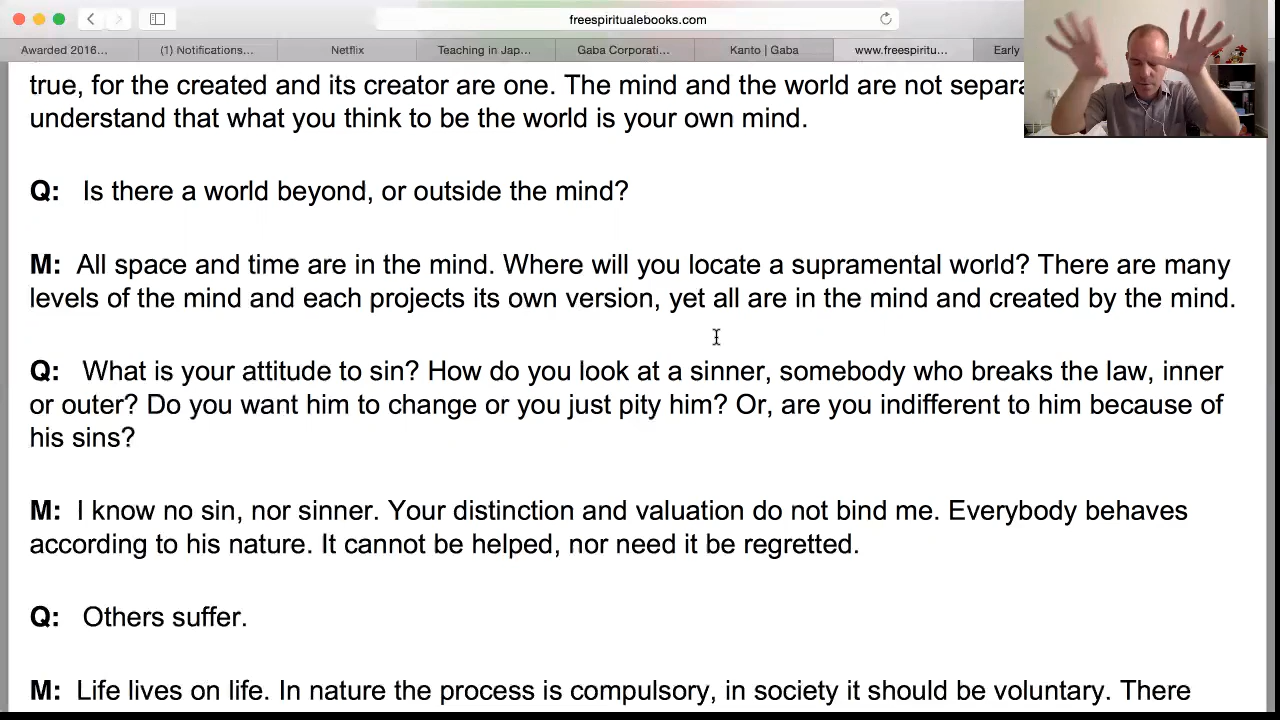 freespiritualebooks.com
Awarded 2016... (1) Notifications... Netflix Teaching in Jap... Gaba Corporati... Kanto | Gaba www.freespiritu... Early
true, for the created and its creator are one. The mind and the world are not
understand that what you think to be the world is your own mind.
Q: Is there a world beyond, or outside the mind?
M: All space and time are in the mind. Where will you locate a supramental world? There are many
levels of the mind and each projects its own version, yet all are in the mind and created by the mind.
Q: What is your attitude to sin? How do you look at a sinner, somebody who breaks the law, inner
or outer? Do you want him to change or you just pity him? Or, are you indifferent to him because of
his sins?
M: I know no sin, nor sinner. Your distinction and valuation do not bind me. Everybody behaves
according to his nature. It cannot be helped, nor need it be regretted.
Q: Others suffer.
M: Life lives on life. In nature the process is compulsory, in society it should be voluntary. There